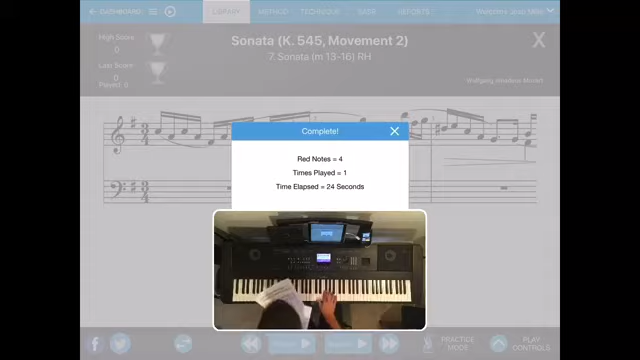 DASHBOARD
LIBRARY
METHOD
TECHNIQUE
REPORTS
High Score
0
Sonata (K. 545, Movement 2)
X
7. Sonata (m 13-16) RH
Last Score
0
Played: 0
Wolfgang Amadeus Mozart
Complete!
Red Notes = 4
Times Played = 1
Time Elapsed = 24 Seconds
PRACTICE
MODE
PLAY
CONTROLS